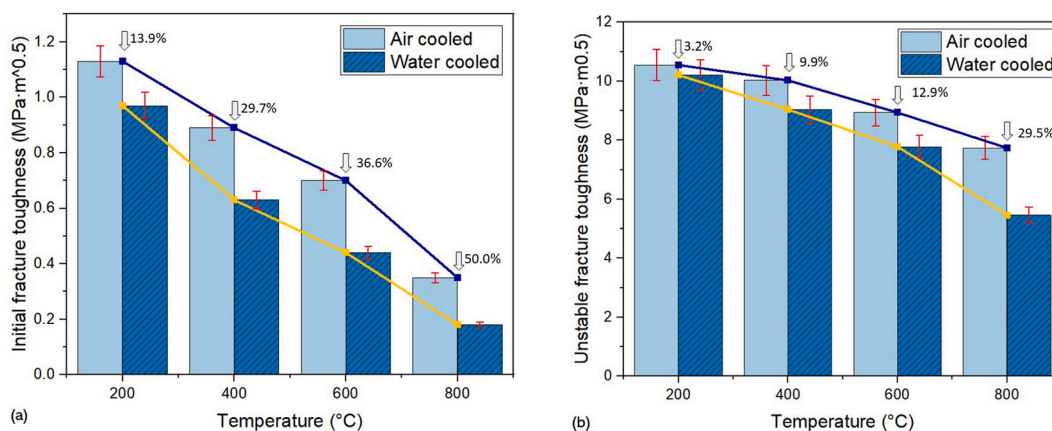 Initial fracture toughness (MPa·m^0.5)
1.2
1.0
0.8
0.6
0.4
0.2
0.0
13.9%
29.7%
36.6%
50.0%
Air cooled
Water cooled
200 400 600 800
Temperature (°C)
(a)
Unstable fracture toughness (MPa·m0.5)
12
10
8
6
4
2
0
3.2%
9.9%
12.9%
29.5%
Air cooled
Water cooled
200 400 600 800
Temperature (°C)
(b)